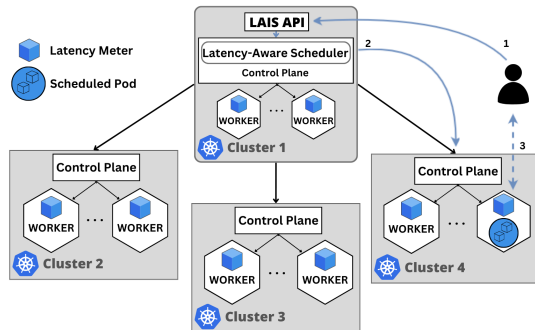 LAIS API
Latency-Aware Scheduler
Control Plane
WORKER
...
WORKER
Cluster 1
Latency Meter
Scheduled Pod
1
2
3
Control Plane
WORKER
...
WORKER
Cluster 2
Control Plane
WORKER
...
WORKER
Cluster 3
Control Plane
WORKER
...
WORKER
Cluster 4